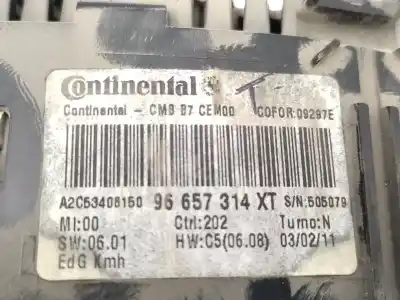 Continental
Continental - CMB B7 CEM00 COFOR:09287E
A2C53408150 96 657 314 XT S/N:505079
MI:00 Ctrl:202 Turno:N
SW:06.01 HW:C5(06.08) 03/02/11
EdG Kmh